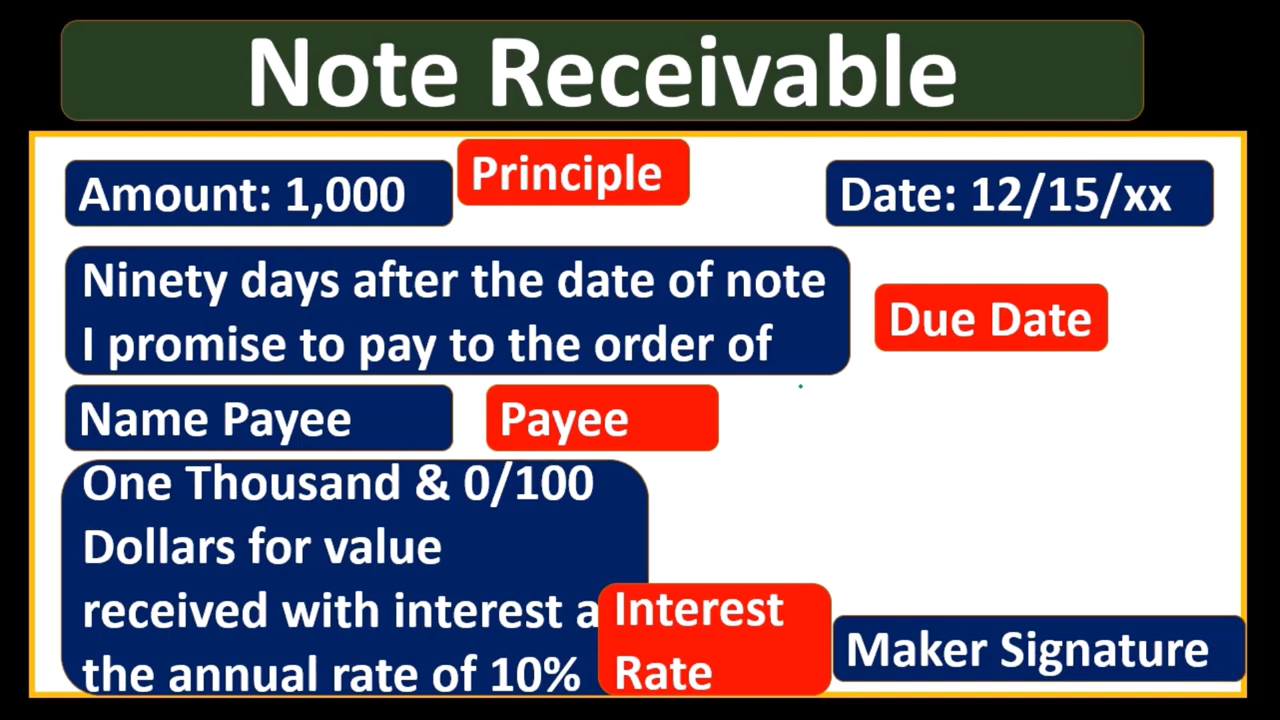 Note Receivable
Amount: 1,000
Principle
Date: 12/15/xx
Ninety days after the date of note
I promise to pay to the order of
Due Date
Name Payee
Payee
One Thousand & 0/100
Dollars for value
received with interest a
the annual rate of 10%
Interest
Rate
Maker Signature